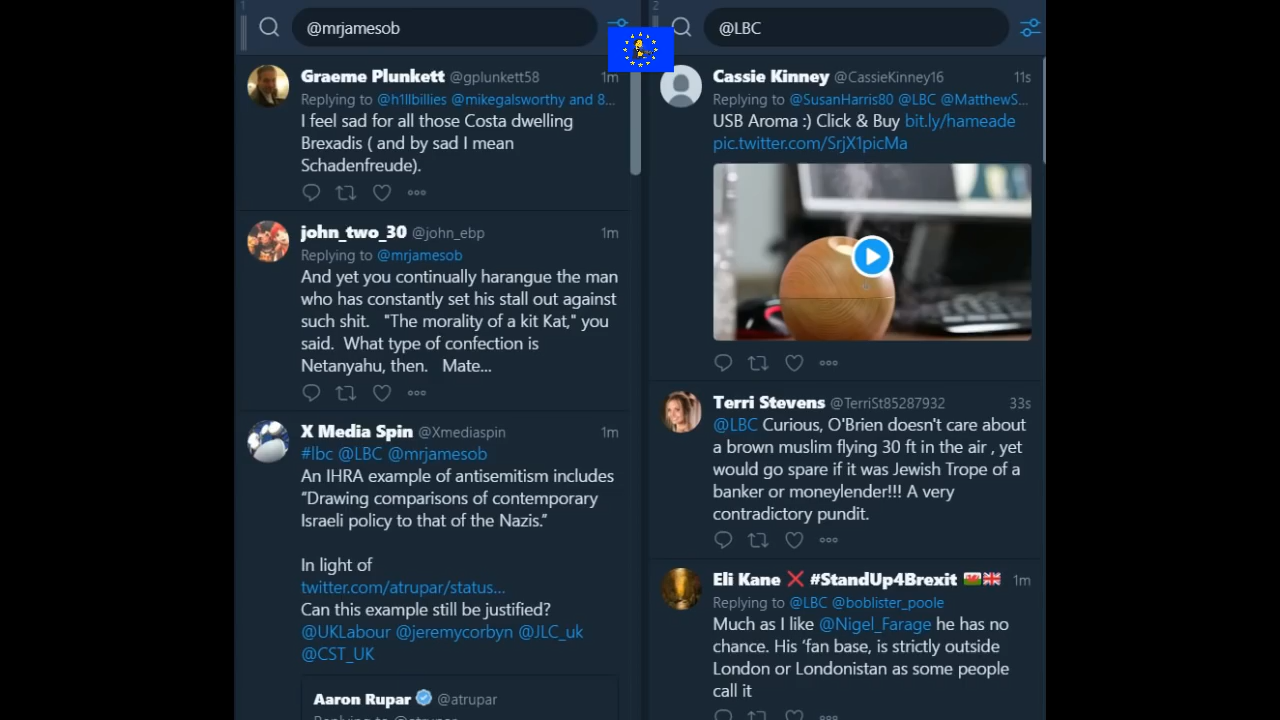 1
@mrjamesob
Graeme Plunkett @gplunkett58 1m
Replying to @h1llbillies @mikegalsworthy and 8...
I feel sad for all those Costa dwelling
Brexadis ( and by sad I mean
Schadenfreude).
john_two_30 @john_ebp 1m
Replying to @mrjamesob
And yet you continually harangue the man
who has constantly set his stall out against
such shit. "The morality of a kit Kat," you
said. What type of confection is
Netanyahu, then. Mate...
X Media Spin @Xmediaspin 1m
#lbc @LBC @mrjamesob
An IHRA example of antisemitism includes
“Drawing comparisons of contemporary
Israeli policy to that of the Nazis.”
In light of
twitter.com/atrupar/status...
Can this example still be justified?
@UKLabour @jeremycorbyn @JLC_uk
@CST_UK
Aaron Rupar @atrupar
Replying to @atrupar
2
@LBC
Cassie Kinney @CassieKinney16 11s
Replying to @SusanHarris80 @LBC @MatthewS...
USB Aroma :) Click & Buy bit.ly/hameade
pic.twitter.com/SrjX1picMa
Terri Stevens @TerriSt85287932 33s
@LBC Curious, O'Brien doesn't care about
a brown muslim flying 30 ft in the air , yet
would go spare if it was Jewish Trope of a
banker or moneylender!!! A very
contradictory pundit.
Eli Kane ❌ #StandUp4Brexit 🏴󠁧󠁢󠁷󠁬󠁳󠁿🇬🇧 1m
Replying to @LBC @boblister_poole
Much as I like @Nigel_Farage he has no
chance. His ‘fan base, is strictly outside
London or Londonistan as some people
call it